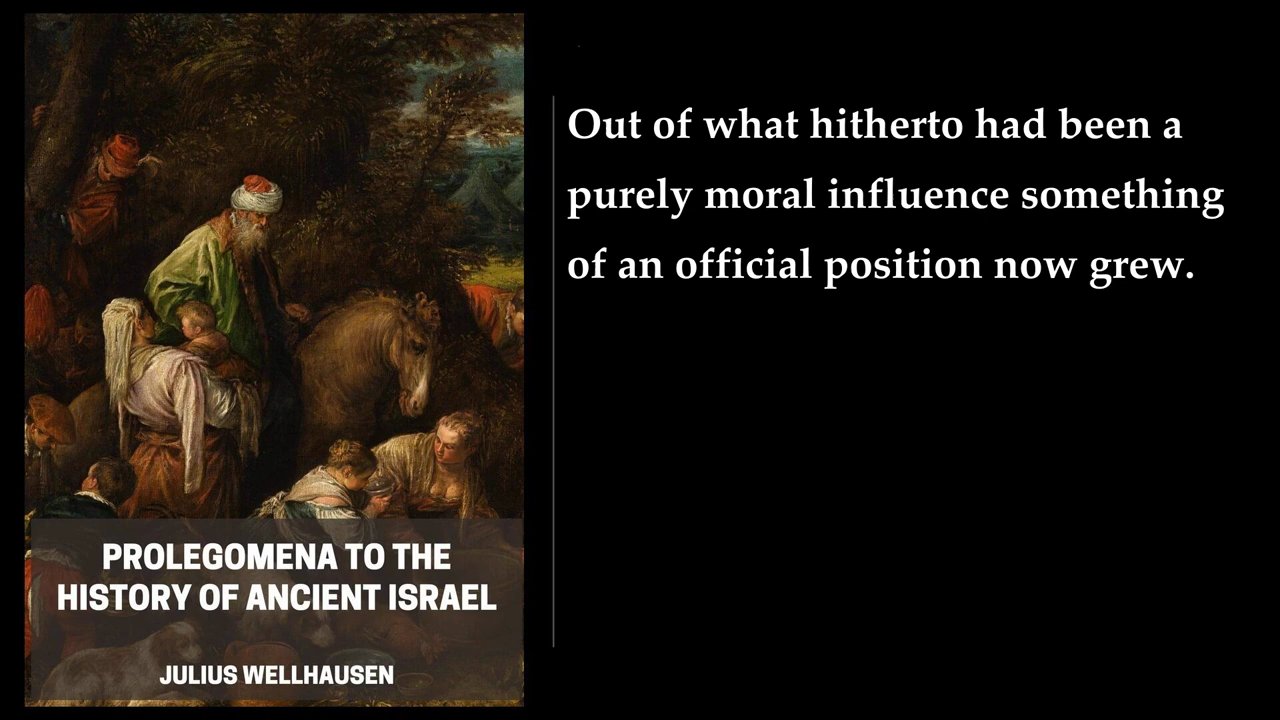 Out of what hitherto had been a
purely moral influence something
of an official position now grew.
PROLEGOMENA TO THE
HISTORY OF ANCIENT ISRAEL
JULIUS WELLHAUSEN